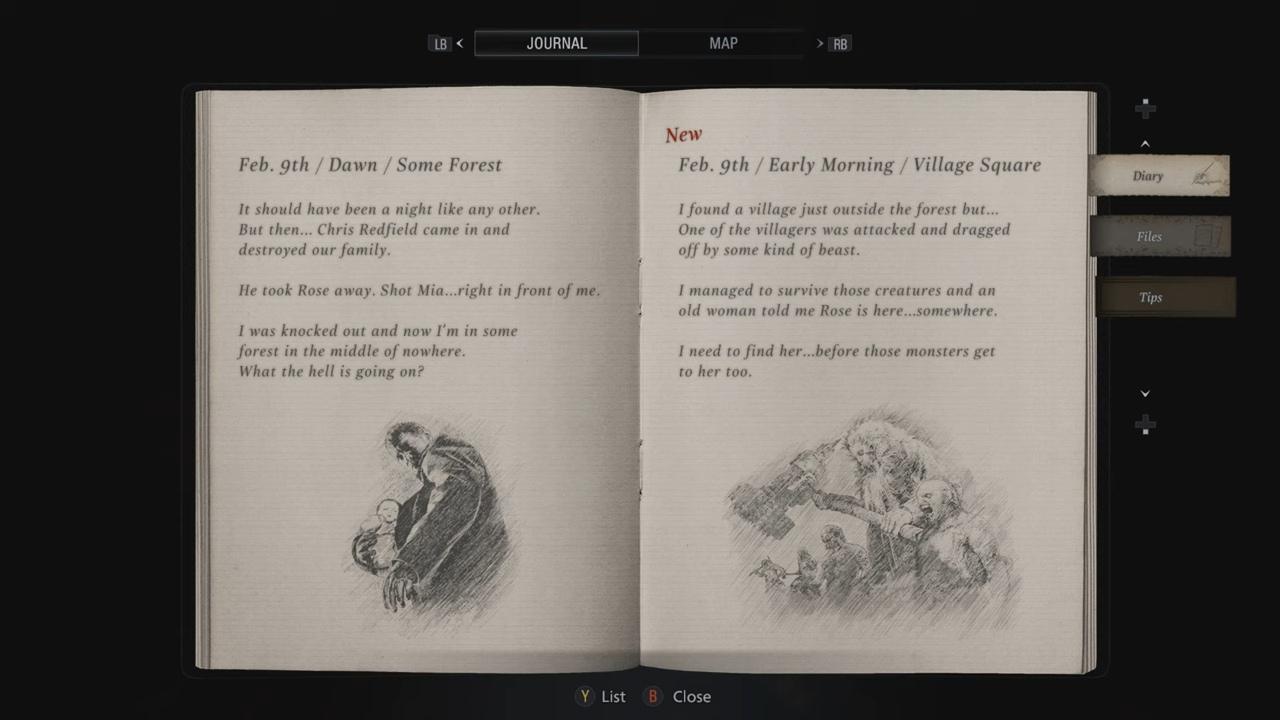 LB JOURNAL MAP RB
Feb. 9th / Dawn / Some Forest
It should have been a night like any other.
But then... Chris Redfield came in and
destroyed our family.
He took Rose away. Shot Mia...right in front of me.
I was knocked out and now I'm in some
forest in the middle of nowhere.
What the hell is going on?
New
Feb. 9th / Early Morning / Village Square
I found a village just outside the forest but...
One of the villagers was attacked and dragged
off by some kind of beast.
I managed to survive those creatures and an
old woman told me Rose is here...somewhere.
I need to find her...before those monsters get
to her too.
Diary
Files
Tips
Y List B Close